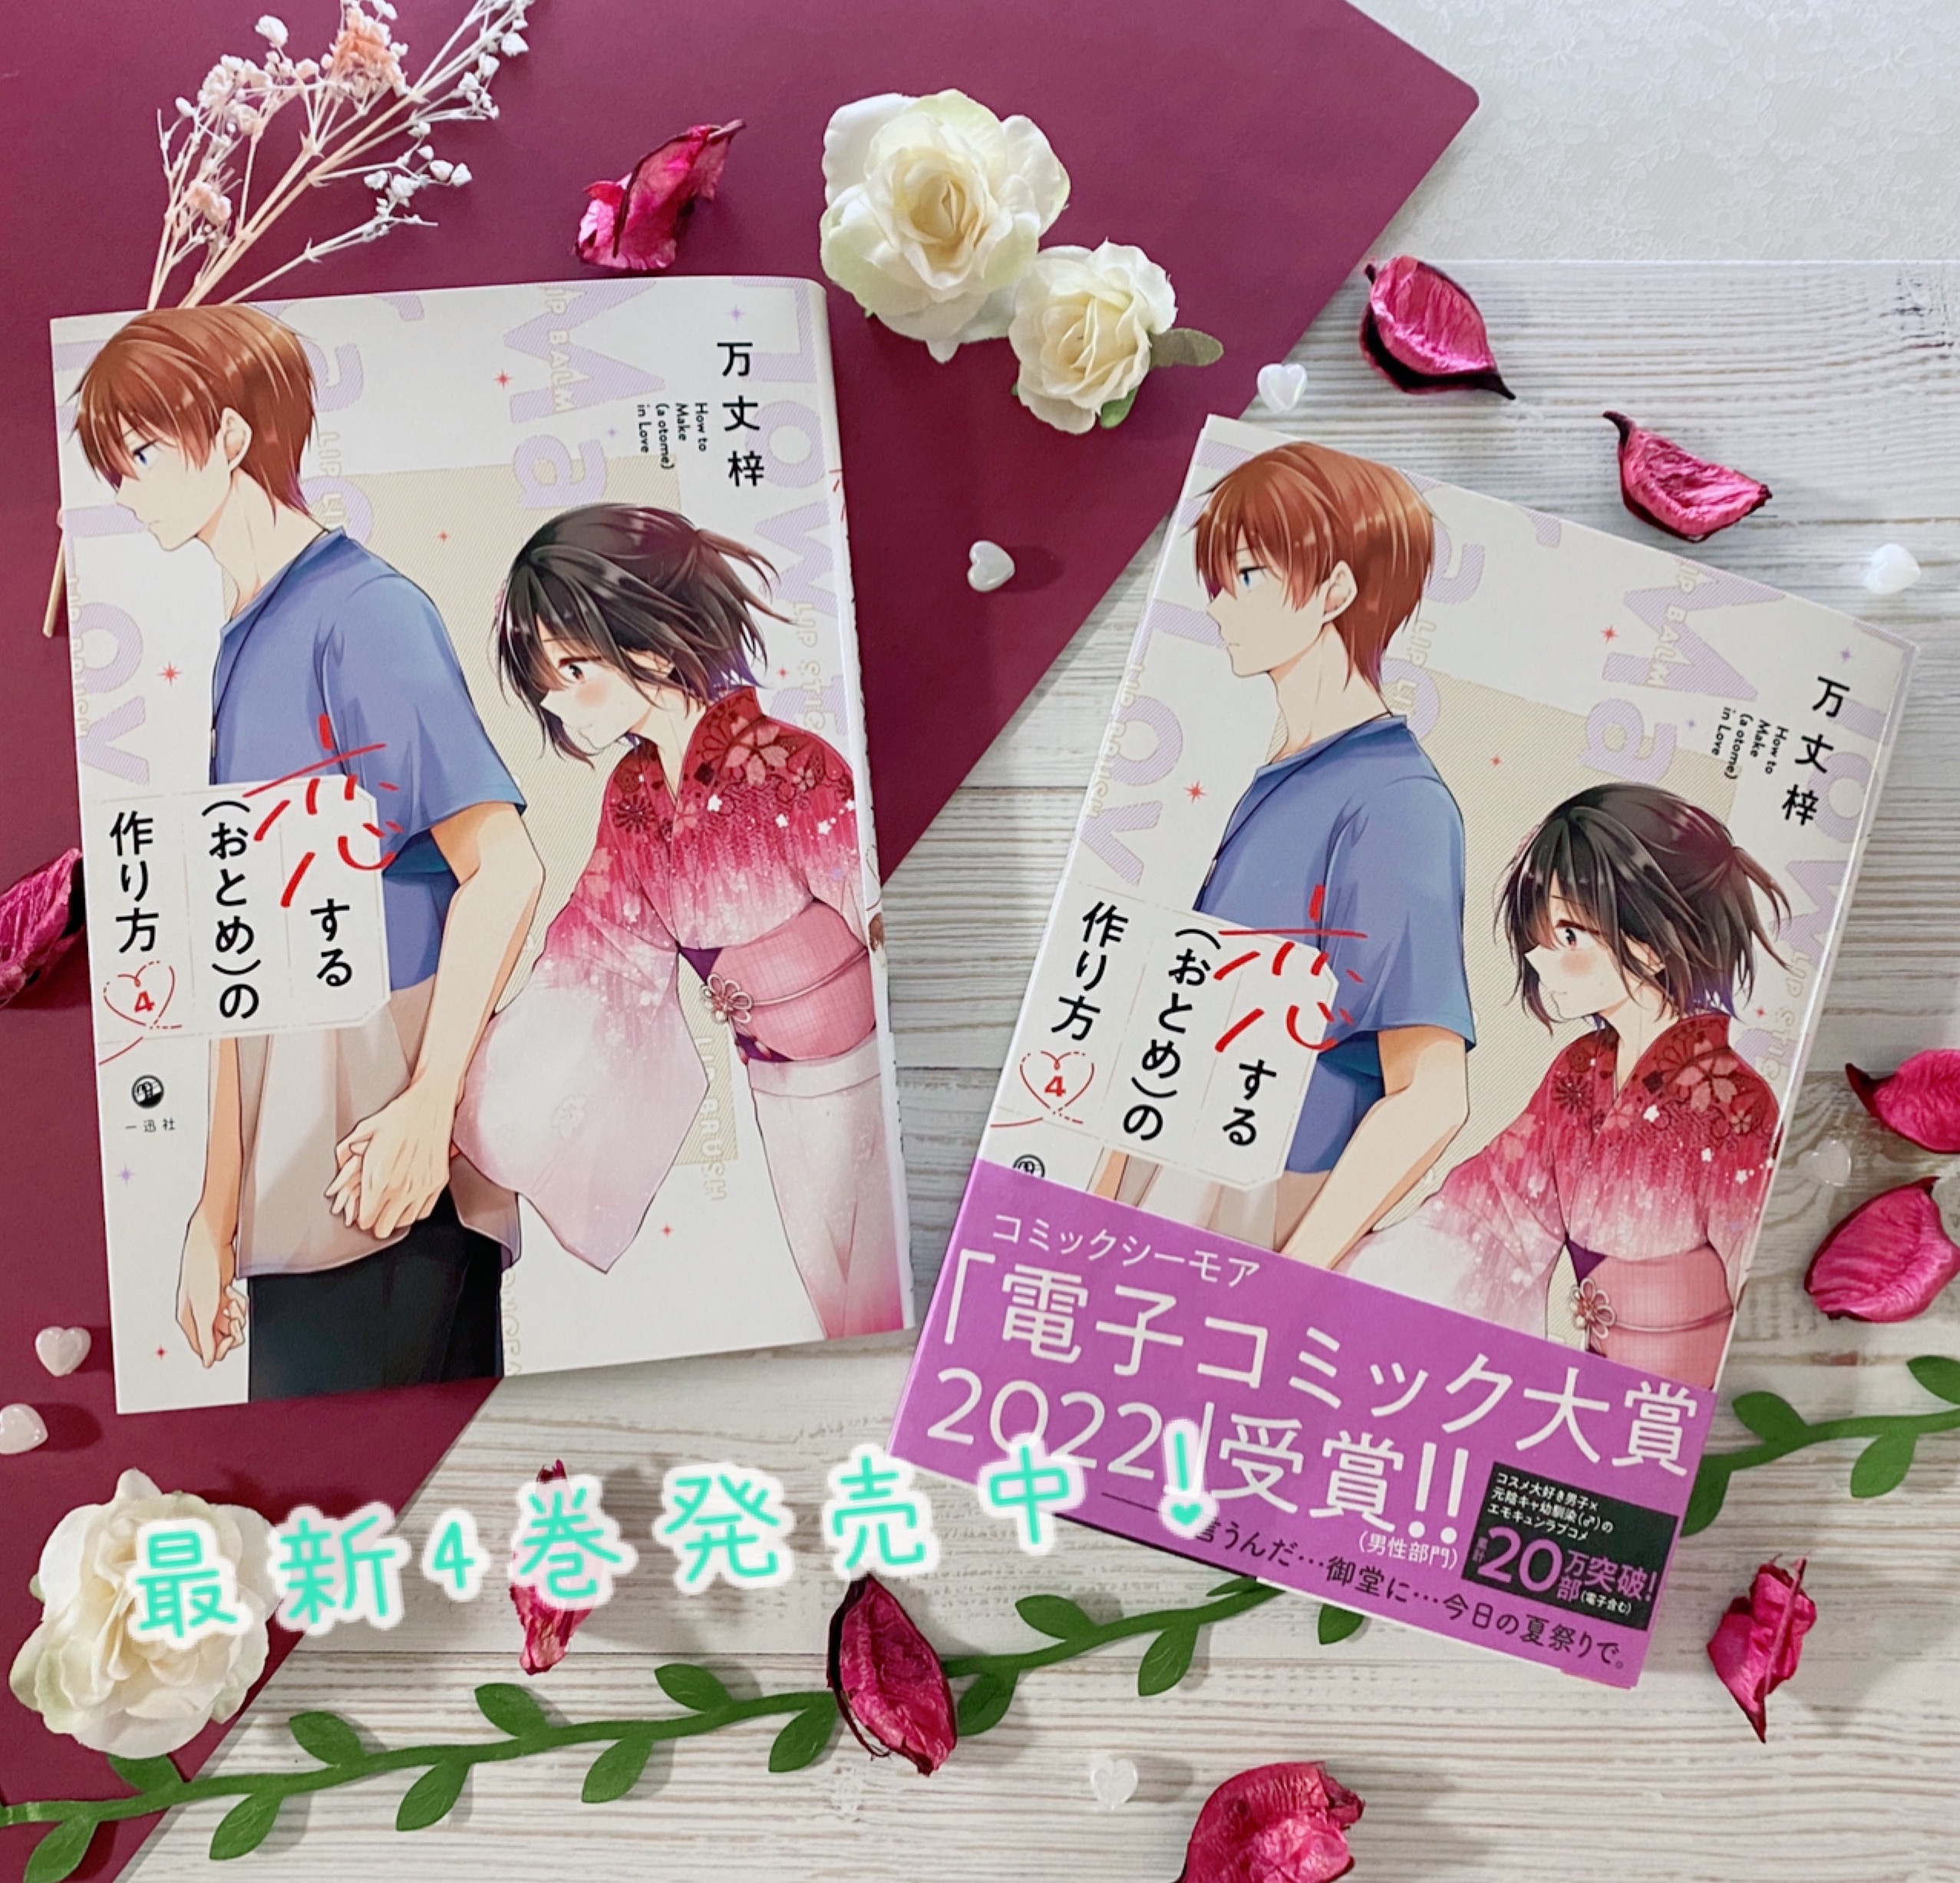 万丈梓
How to
Make
(a otome)
in Love
恋する
(おとめ)の
作り方
4
一迅社
万丈梓
How to
Make
(a otome)
in Love
恋する
(おとめ)の
作り方
4
コミックシーモア
「電子コミック大賞
2022」受賞!!
(男性部門)
コスメ大好き男子×
元陰キャ幼馴染(♂)の
エモキュンラブコメ
累計20万部突破!
(電子含む)
言うんだ…御堂に…今日の夏祭りで。
最新4巻発売中!